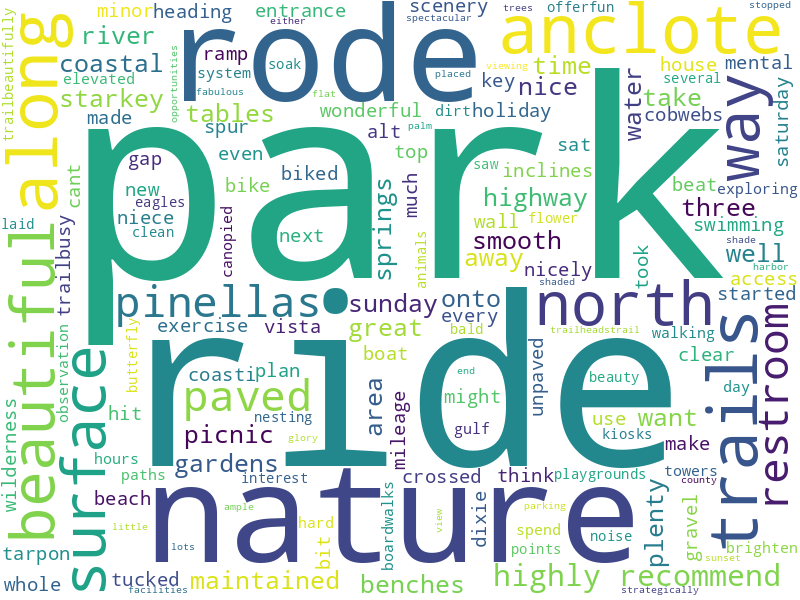 trailbeautifully
along
minor
heading
river
coastal
elevated
starkey
made
opportunities
rode
either
entrance
ramp
system
soak
fabulous
tables
spur
scenery
spectacular
placed
viewing
key
nice
flat
wonderful
dirt
holiday
anclote
offerfun
time
trees
stopped
house
mental
several
take
cobwebs
water
way
saturday
park
gap
even
biked
alt
top
sat
inclines
palm
saw
highway
beat
exploring
three
swimming
cant
new
eagles
niece
clean
bike
canopied
next
springs
much
animals
wall
flower
smooth
away
nicely
took
shade
well
harbor
access
started
laid
trailbusy
beautiful
surface
pinellas
sunday
onto
every
shaded
north
trails
restroom
observation
butterfly
exercise
vista
great
boat
bald
trailheadstrail
walking
clear
day
ride
coasti
plan
area
end
might
unpaved
beauty
hit
paved
nesting
picnic
glory
mileage
gulf
use
want
kiosks
make
wilderness
hours
paths
beach
gardens
interest
crossed
think
playgrounds
towers
county
brighten
nature
little
ample
lots
hard
bit
boardwalks
view
dixie
parking
spend
points
noise
plenty
gravel
sunset
tarpon
whole
tucked
facilities
maintained
benches
highly
recommend
strategically